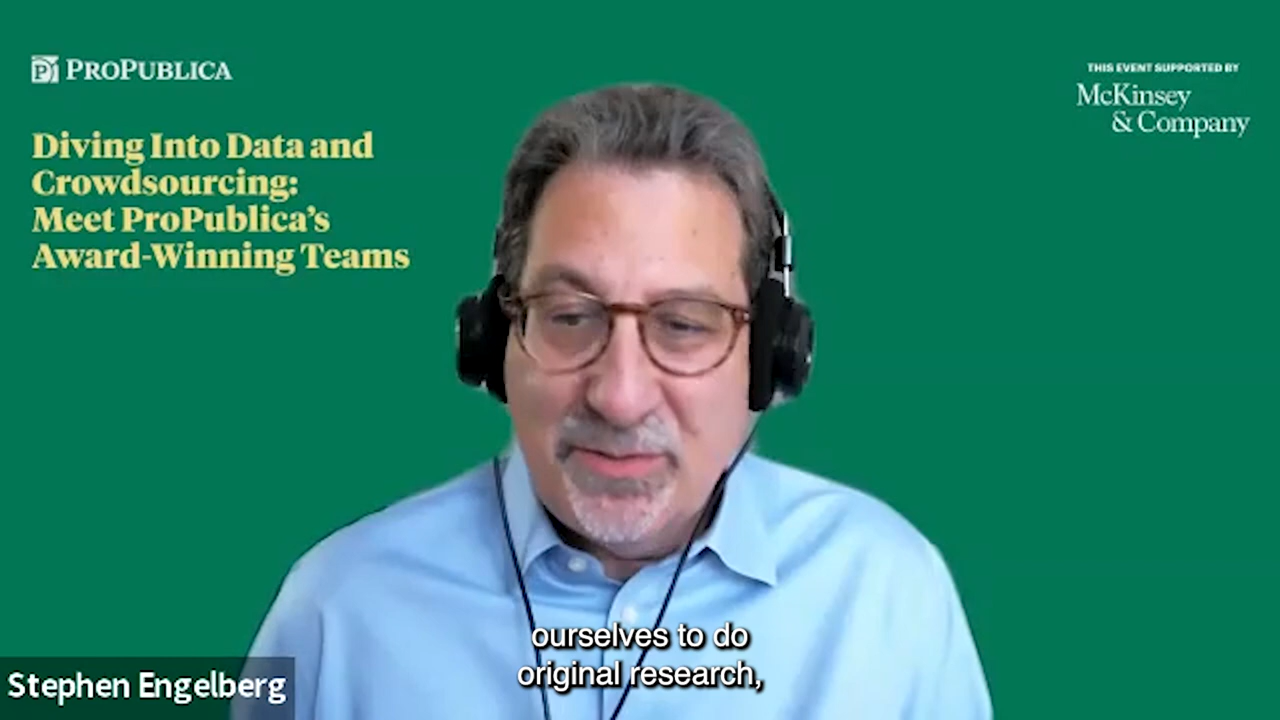 PROPUBLICA
Diving Into Data and
Crowdsourcing:
Meet ProPublica's
Award-Winning Teams
THIS EVENT SUPPORTED BY
McKinsey
& Company
ourselves to do
original research,
Stephen Engelberg